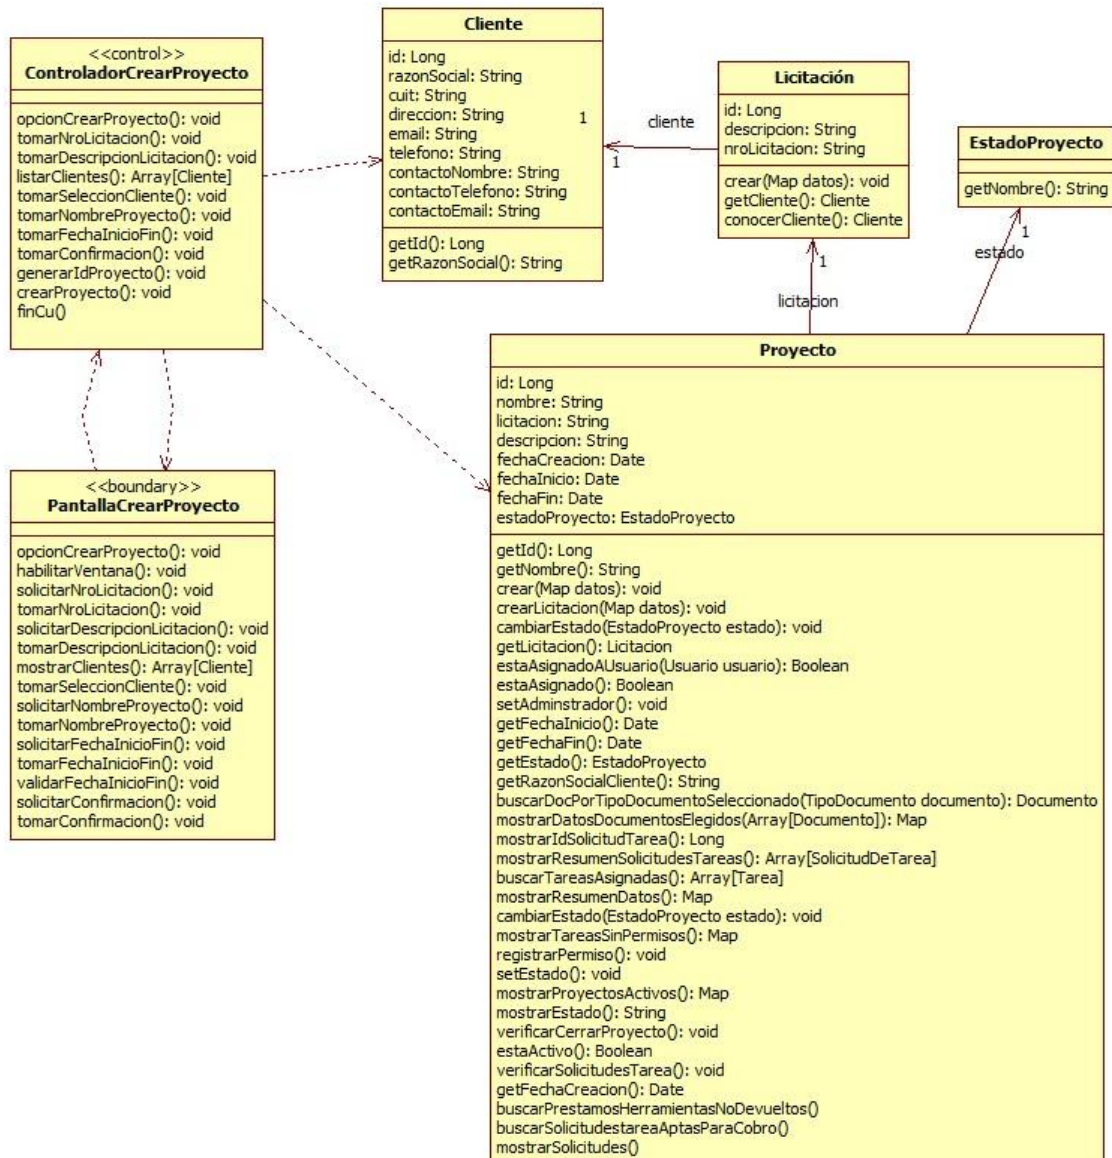 <<control>>
ControladorCrearProyecto
opcionCrearProyecto(): void
tomarNroLicitacion(): void
tomarDescripcionLicitacion(): void
listarClientes(): Array[Cliente]
tomarSeleccionCliente(): void
tomarNombreProyecto(): void
tomarFechaInicioFin(): void
tomarConfirmacion(): void
generarIdProyecto(): void
crearProyecto(): void
finCu()
Cliente
id: Long
razonSocial: String
cuit: String
direccion: String
email: String
telefono: String
contactoNombre: String
contactoTelefono: String
contactoEmail: String
getId(): Long
getRazonSocial(): String
1
cliente
1
Licitación
id: Long
descripcion: String
nroLicitacion: String
crear(Map datos): void
getCliente(): Cliente
conocerCliente(): Cliente
EstadoProyecto
getNombre(): String
1
estado
1
licitacion
<<boundary>>
PantallaCrearProyecto
opcionCrearProyecto(): void
habilitarVentana(): void
solicitarNroLicitacion(): void
tomarNroLicitacion(): void
solicitarDescripcionLicitacion(): void
tomarDescripcionLicitacion(): void
mostrarClientes(): Array[Cliente]
tomarSeleccionCliente(): void
solicitarNombreProyecto(): void
tomarNombreProyecto(): void
solicitarFechaInicioFin(): void
tomarFechaInicioFin(): void
validarFechaInicioFin(): void
solicitarConfirmacion(): void
tomarConfirmacion(): void
Proyecto
id: Long
nombre: String
licitacion: String
descripcion: String
fechaCreacion: Date
fechaInicio: Date
fechaFin: Date
estadoProyecto: EstadoProyecto
getId(): Long
getNombre(): String
crear(Map datos): void
crearLicitacion(Map datos): void
cambiarEstado(EstadoProyecto estado): void
getLicitacion(): Licitacion
estaAsignadoAUsuario(Usuario usuario): Boolean
estaAsignado(): Boolean
setAdminstrador(): void
getFechaInicio(): Date
getFechaFin(): Date
getEstado(): EstadoProyecto
getRazonSocialCliente(): String
buscarDocPorTipoDocumentoSeleccionado(TipoDocumento documento): Documento
mostrarDatosDocumentosElegidos(Array[Documento]): Map
mostrarIdSolicitudTarea(): Long
mostrarResumenSolicitudesTareas(): Array[SolicitudDeTarea]
buscarTareasAsignadas(): Array[Tarea]
mostrarResumenDatos(): Map
cambiarEstado(EstadoProyecto estado): void
mostrarTareasSinPermisos(): Map
registrarPermiso(): void
setEstado(): void
mostrarProyectosActivos(): Map
mostrarEstado(): String
verificarCerrarProyecto(): void
estaActivo(): Boolean
verificarSolicitudesTarea(): void
getFechaCreacion(): Date
buscarPrestamosHerramientasNoDevueltos()
buscarSolicitudestareaAptasParaCobro()
mostrarSolicitudes()